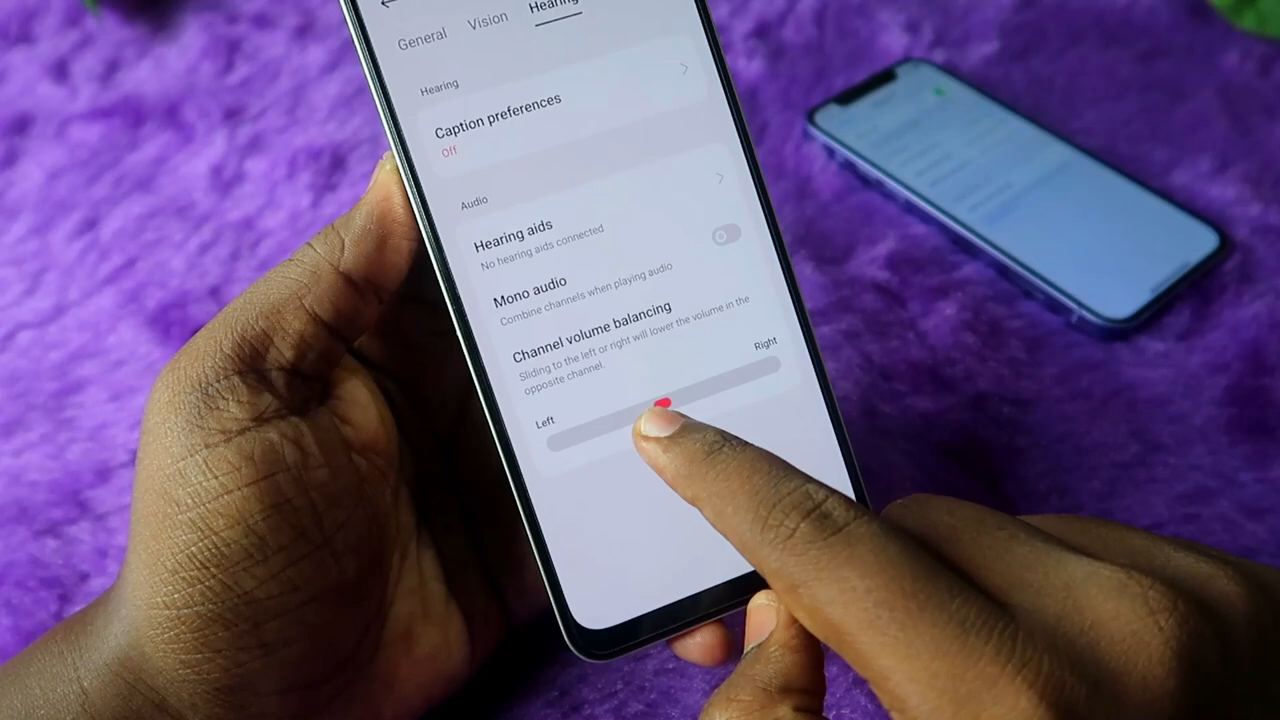 General Vision Hearing
Hearing
Caption preferences
Off
Audio
Hearing aids
No hearing aids connected
Mono audio
Combine channels when playing audio
Channel volume balancing
Sliding to the left or right will lower the volume in the
opposite channel.
Left Right